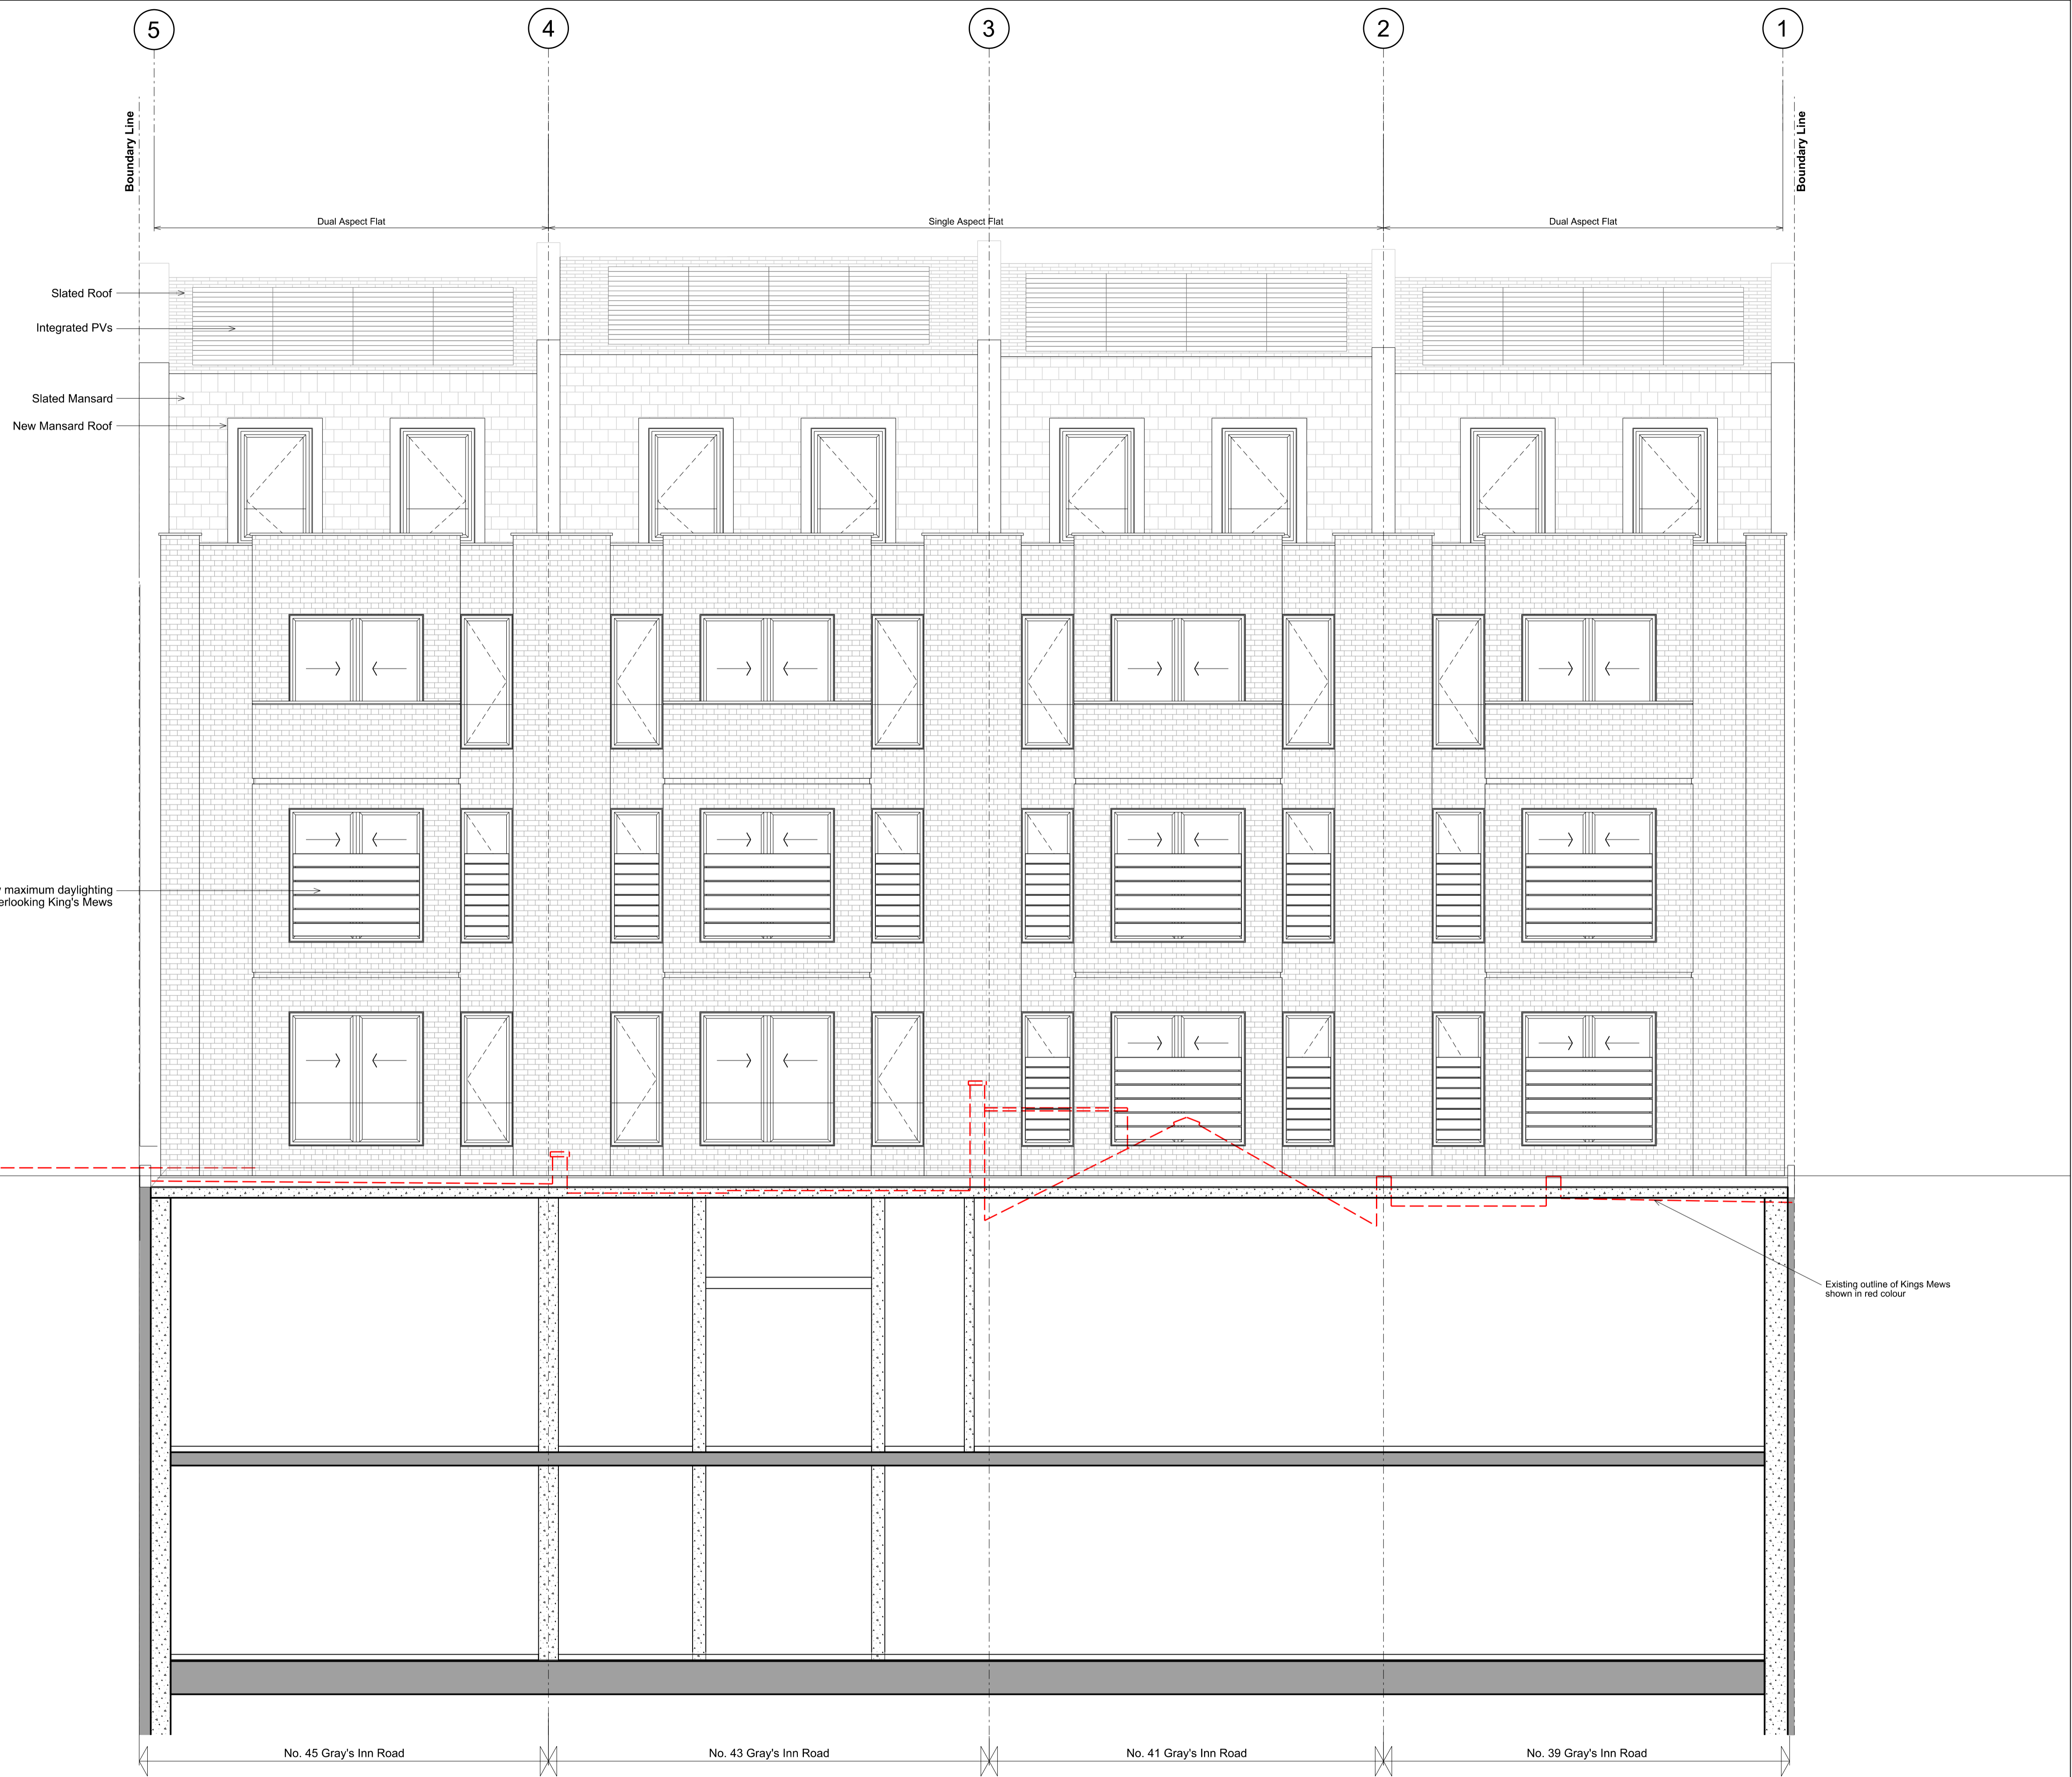 5
4
3
2
1
Boundary Line
Boundary Line
Dual Aspect Flat
Single Aspect Flat
Dual Aspect Flat
Slated Roof
Integrated PVs
Slated Mansard
New Mansard Roof
maximum daylighting
King's Mews
Existing outline of Kings Mews
shown in red colour
No. 45 Gray's Inn Road
No. 43 Gray's Inn Road
No. 41 Gray's Inn Road
No. 39 Gray's Inn Road